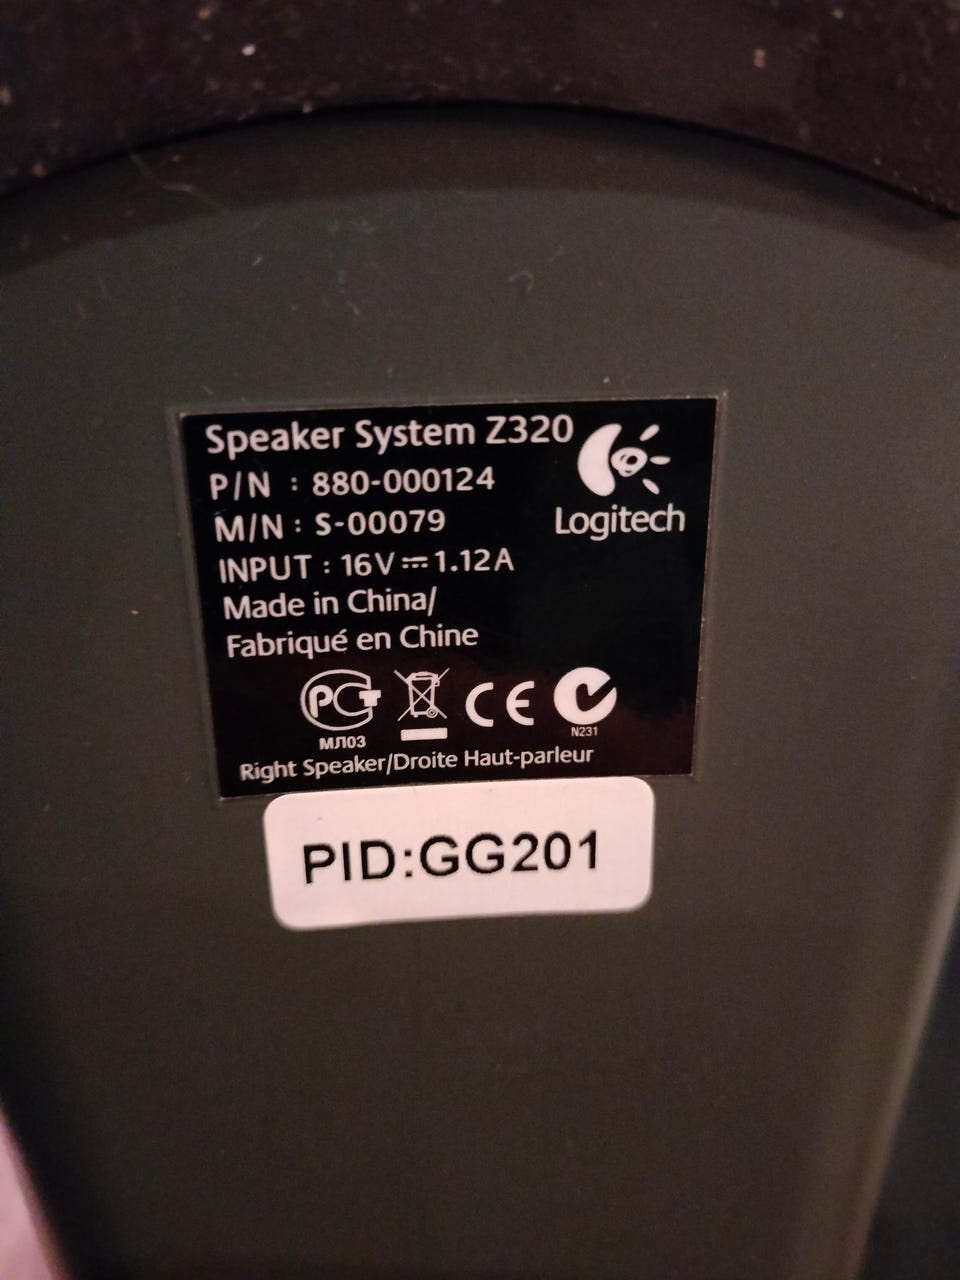 Speaker System Z320
P/N : 880-000124
M/N : S-00079
INPUT : 16V⎓1.12A
Logitech
Made in China/
Fabriqué en Chine
PCT
МЛ03
CE
N231
Right Speaker/Droite Haut-parleur
PID:GG201